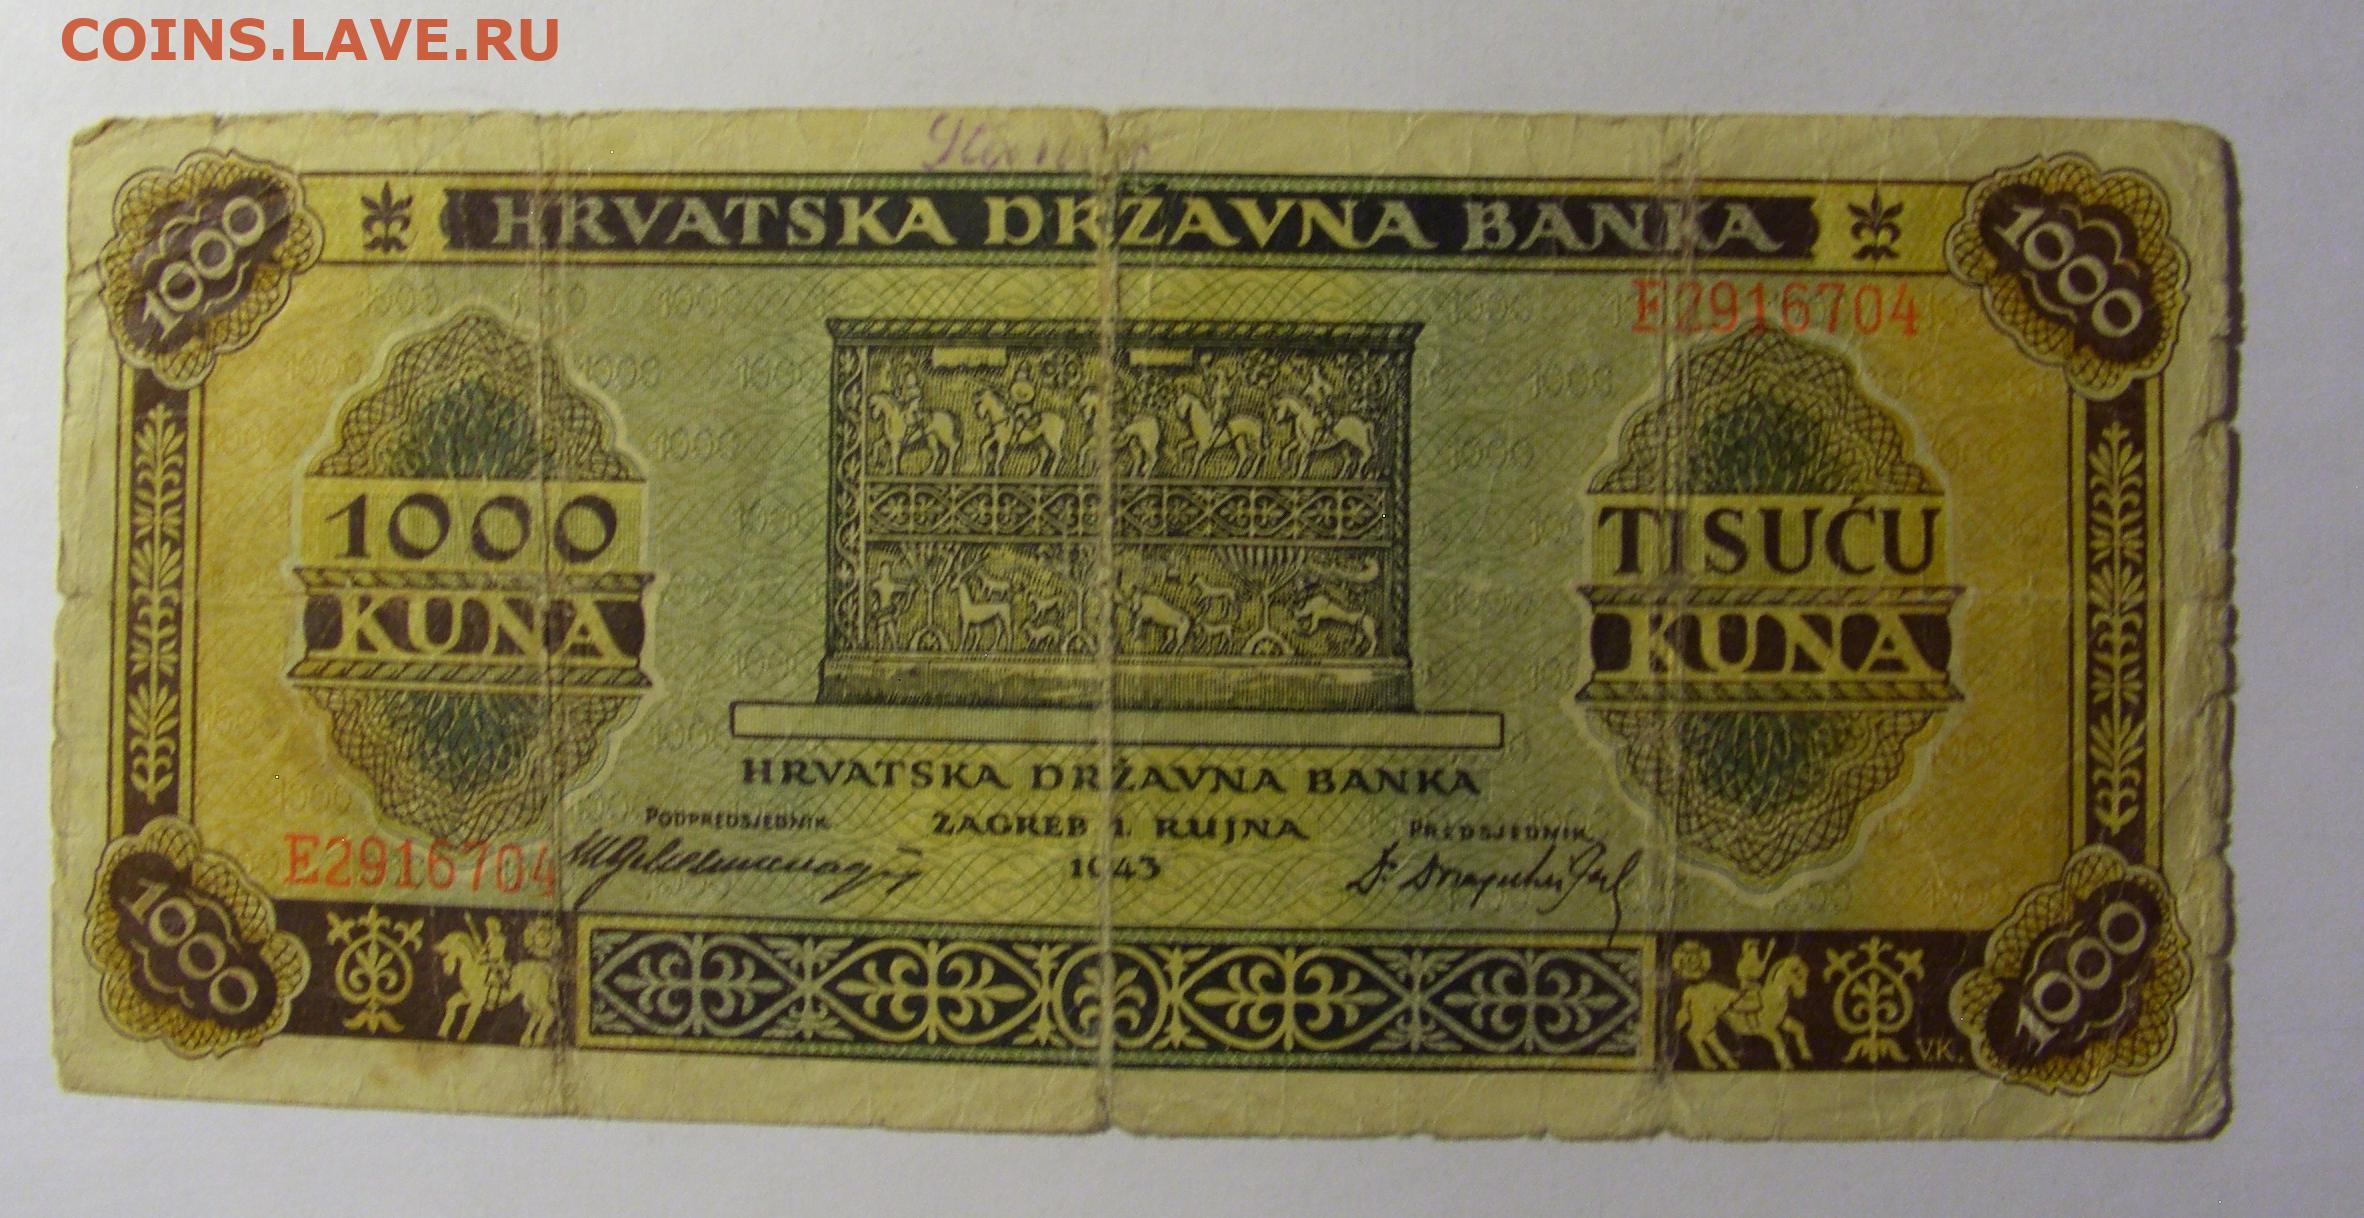 COINS.LAVE.RU
1000
HRVATSKA DRŽAVNA BANKA
1000
E2916704
1000
KUNA
TISUĆU
KUNA
HRVATSKA DRŽAVNA BANKA
PODPREDSJEDNIK
ZAGREB 1. RUJNA
PREDSJEDNIK
1943
E2916704
1000
1000
V.K.